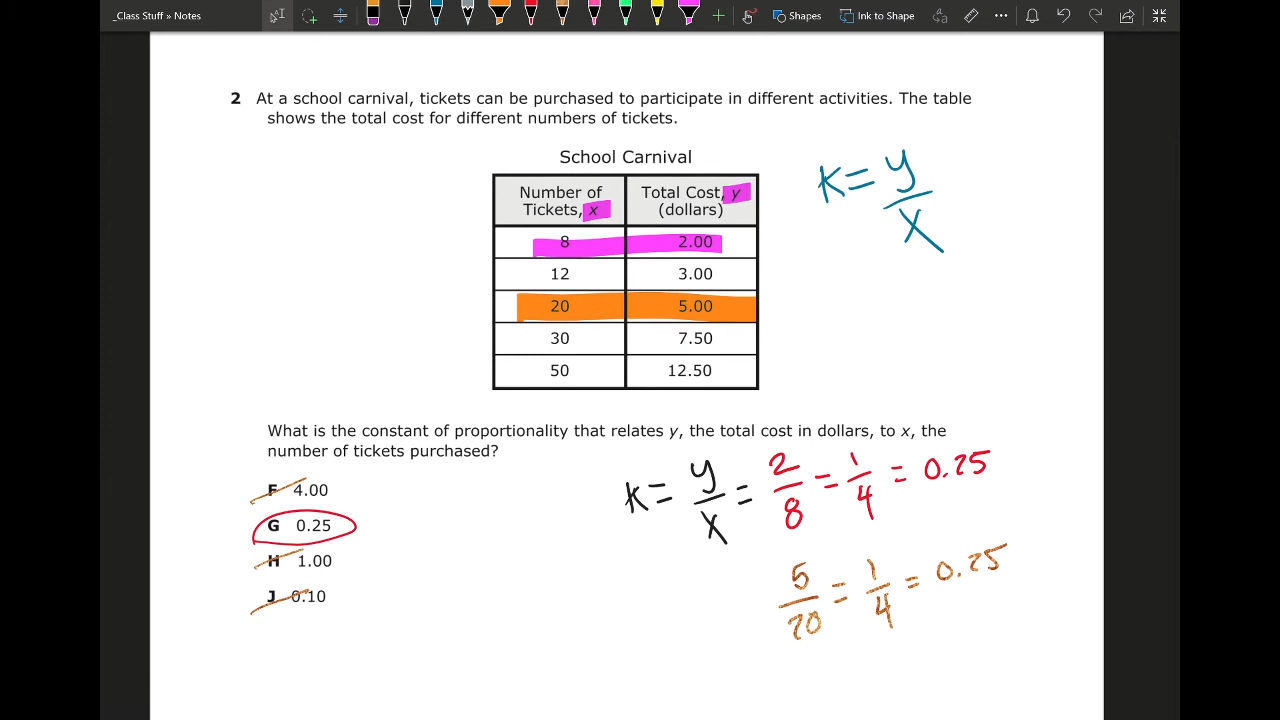 _Class Stuff » Notes
Shapes
Ink to Shape
2 At a school carnival, tickets can be purchased to participate in different activities. The table
shows the total cost for different numbers of tickets.
School Carnival
Number of Tickets, x | Total Cost, y (dollars)
8 | 2.00
12 | 3.00
20 | 5.00
30 | 7.50
50 | 12.50
k = y/x
What is the constant of proportionality that relates y, the total cost in dollars, to x, the
number of tickets purchased?
F 4.00
G 0.25
H 1.00
J 0.10
k = y/x = 2/8 = 1/4 = 0.25
5/20 = 1/4 = 0.25